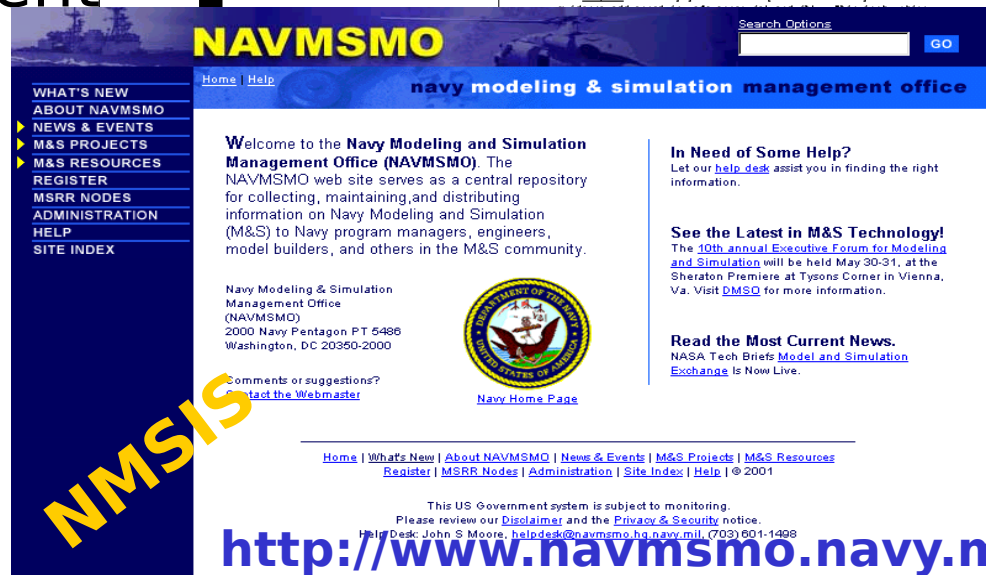 NAVMSMO
Search Options
GO
Home | Help
navy modeling & simulation management office
WHAT'S NEW
ABOUT NAVMSMO
NEWS & EVENTS
M&S PROJECTS
M&S RESOURCES
REGISTER
MSRR NODES
ADMINISTRATION
HELP
SITE INDEX
Welcome to the Navy Modeling and Simulation
Management Office (NAVMSMO). The
NAVMSMO web site serves as a central repository
for collecting, maintaining,and distributing
information on Navy Modeling and Simulation
(M&S) to Navy program managers, engineers,
model builders, and others in the M&S community.
Navy Modeling & Simulation
Management Office
(NAVMSMO)
2000 Navy Pentagon PT 5486
Washington, DC 20350-2000
Comments or suggestions?
Contact the Webmaster
DEPARTMENT OF THE NAVY
UNITED STATES OF AMERICA
Navy Home Page
In Need of Some Help?
Let our help desk assist you in finding the right
information.
See the Latest in M&S Technology!
The 10th annual Executive Forum for Modeling
and Simulation will be held May 30-31, at the
Sheraton Premiere at Tysons Corner in Vienna,
Va. Visit DMSO for more information.
Read the Most Current News.
NASA Tech Briefs Model and Simulation
Exchange Is Now Live.
NMSIS
Home | What's New | About NAVMSMO | News & Events | M&S Projects | M&S Resources
Register | MSRR Nodes | Administration | Site Index | Help | © 2001
This US Government system is subject to monitoring.
Please review our Disclaimer and the Privacy & Security notice.
Help Desk: John S Moore, helpdesk@navmsmo.hq.navy.mil, (703) 601-1498
http://www.navmsmo.navy.m